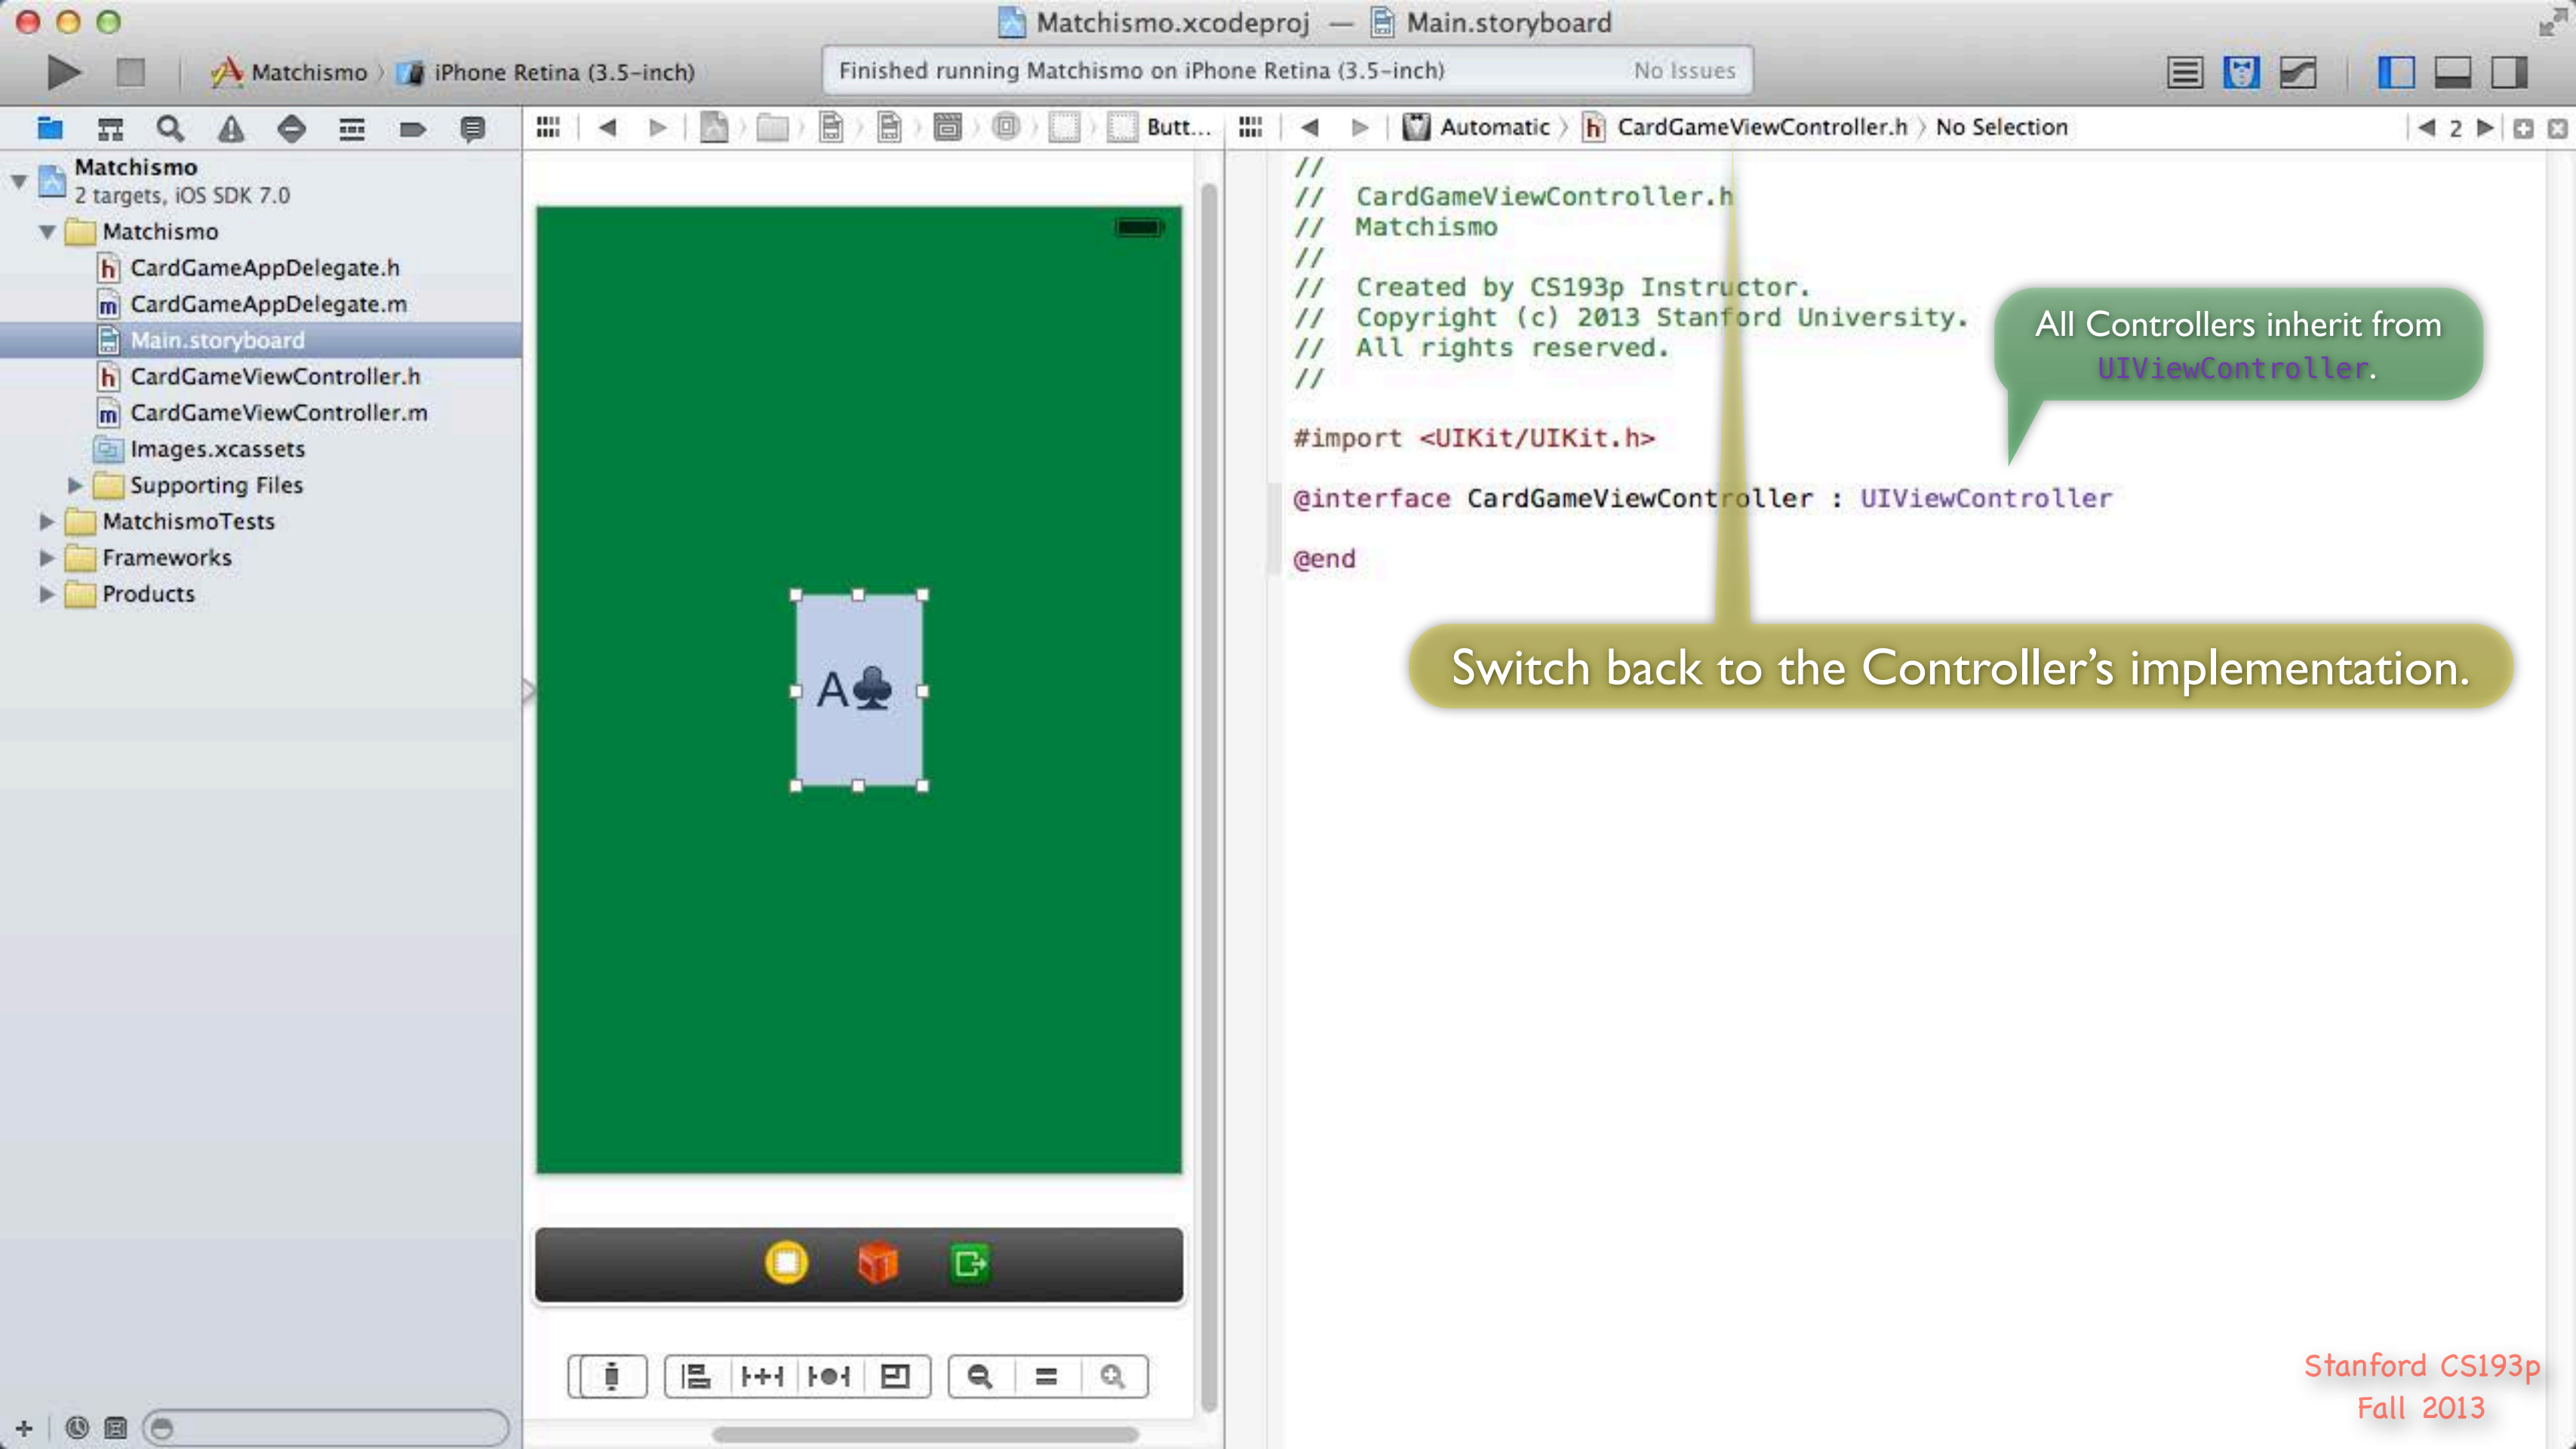 Matchismo.xcodeproj — Main.storyboard
Matchismo
iPhone Retina (3.5-inch)
Finished running Matchismo on iPhone Retina (3.5-inch)
No Issues
Butt...
Automatic
CardGameViewController.h
No Selection
2
Matchismo
2 targets, iOS SDK 7.0
Matchismo
h CardGameAppDelegate.h
m CardGameAppDelegate.m
Main.storyboard
h CardGameViewController.h
m CardGameViewController.m
Images.xcassets
Supporting Files
MatchismoTests
Frameworks
Products
A♣
//
// CardGameViewController.h
// Matchismo
//
// Created by CS193p Instructor.
// Copyright (c) 2013 Stanford University.
// All rights reserved.
//
#import <UIKit/UIKit.h>
@interface CardGameViewController : UIViewController
@end
All Controllers inherit from
UIViewController.
Switch back to the Controller’s implementation.
Stanford CS193p
Fall 2013